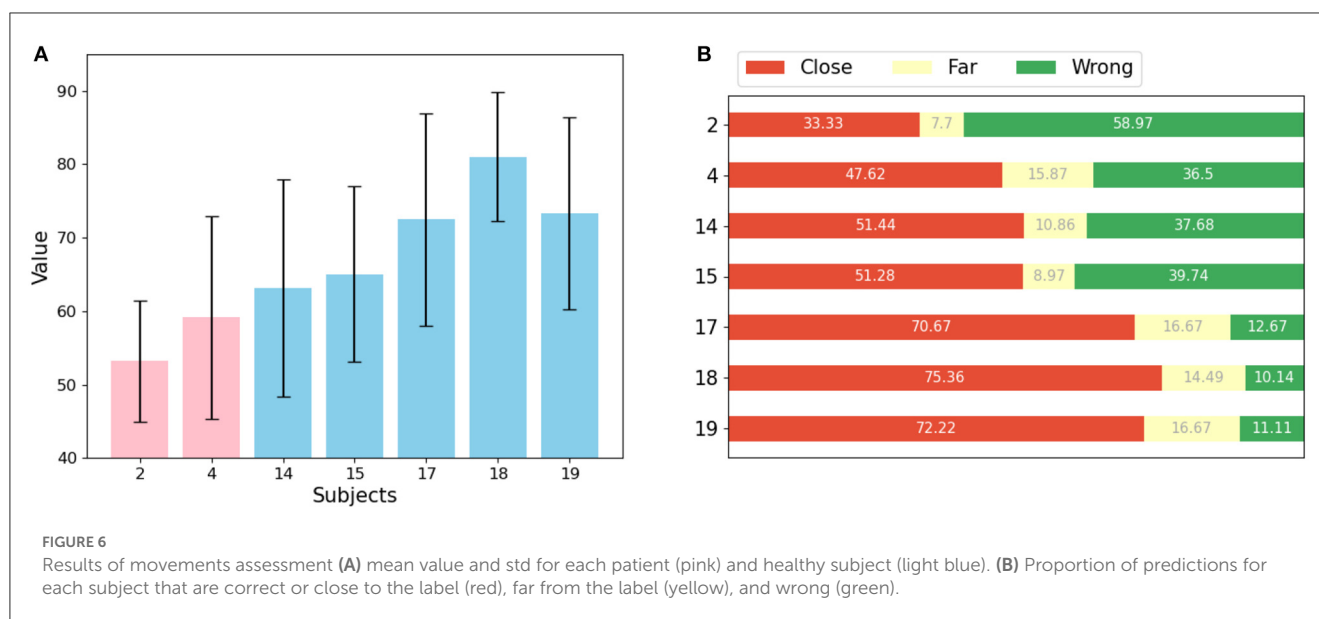 A
90
80
70
60
50
40
Value
2 4 14 15 17 18 19
Subjects
B
Close Far Wrong
2 33.33 7.7 58.97
4 47.62 15.87 36.5
14 51.44 10.86 37.68
15 51.28 8.97 39.74
17 70.67 16.67 12.67
18 75.36 14.49 10.14
19 72.22 16.67 11.11
FIGURE 6
Results of movements assessment (A) mean value and std for each patient (pink) and healthy subject (light blue). (B) Proportion of predictions for
each subject that are correct or close to the label (red), far from the label (yellow), and wrong (green).